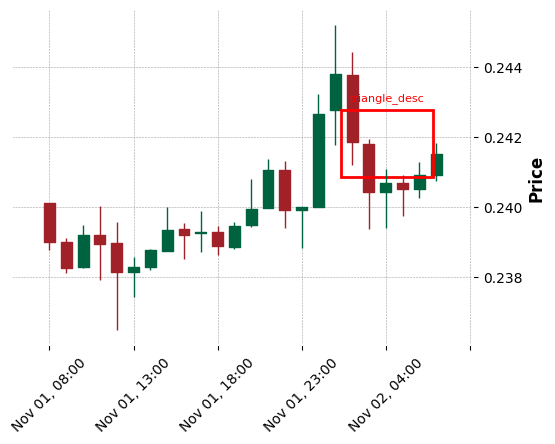 triangle_desc
0.244
0.242
0.240
0.238
Price
Nov 01, 08:00
Nov 01, 13:00
Nov 01, 18:00
Nov 01, 23:00
Nov 02, 04:00